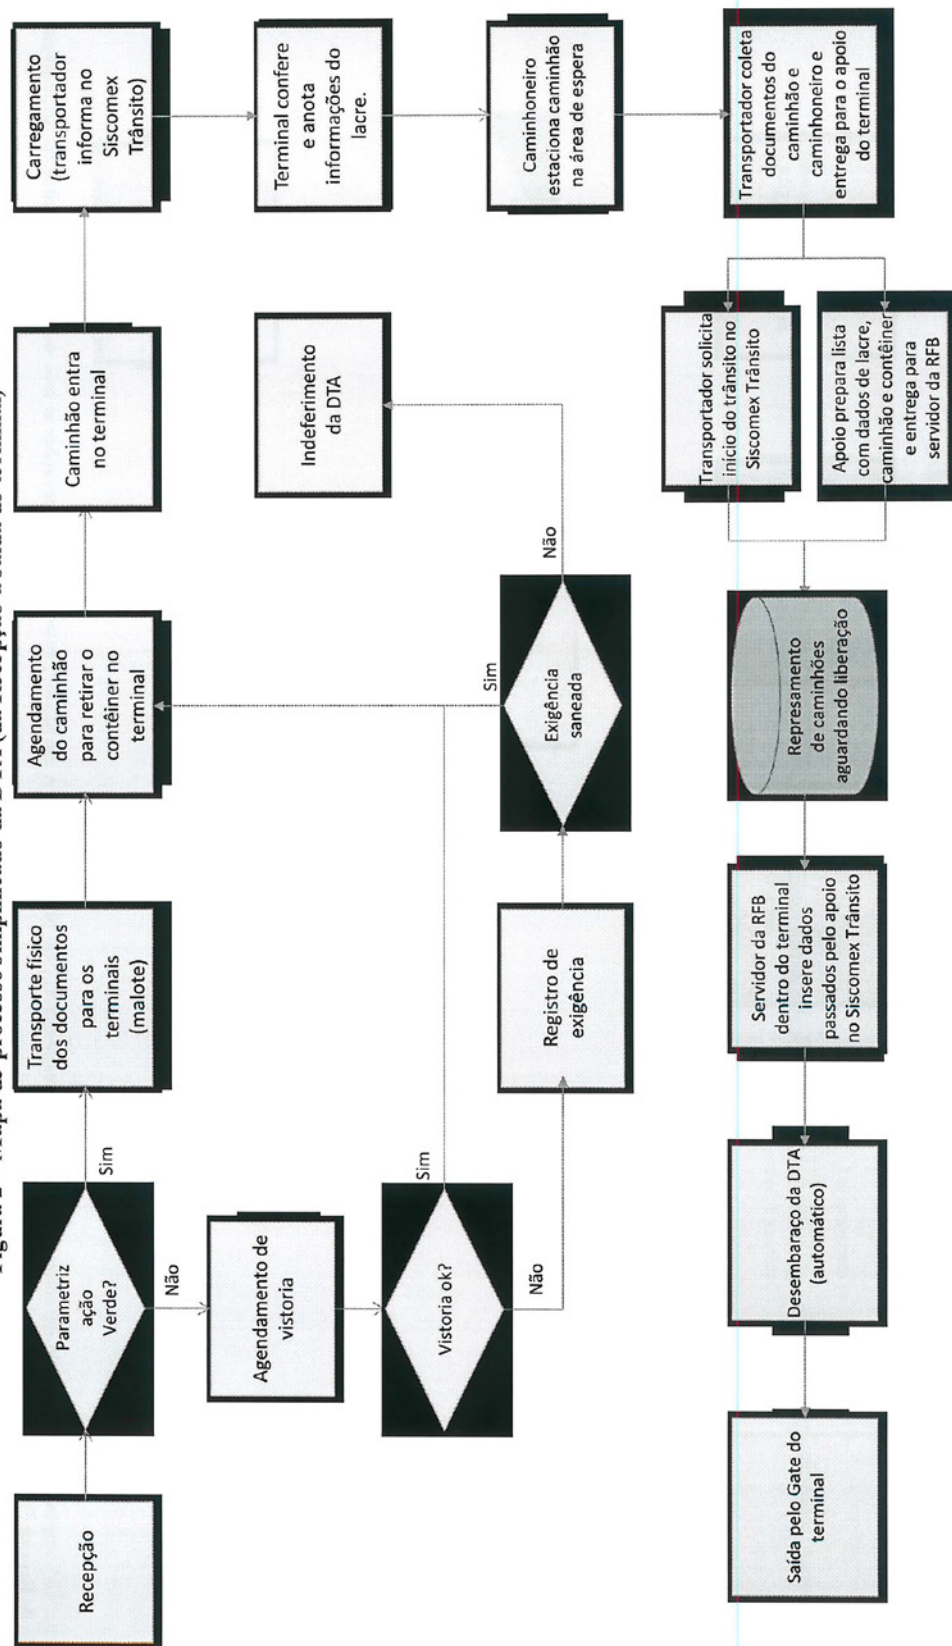 Recepção
Parametriz
ação
Verde?
Sim
Não
Transporte físico
dos documentos
para os
terminais
(malote)
Agendamento
do caminhão
para retirar o
contêiner no
terminal
Caminhão entra
no terminal
Carregamento
(transportador
informa no
Siscomex
Trânsito)
Agendamento de
vistoria
Vistoria ok?
Sim
Não
Registro de
exigência
Exigência
saneada
Sim
Não
Indeferimento
da DTA
Terminal confere
e anota
informações do
lacre.
Caminhoneiro
estaciona caminhão
na área de espera
Transportador coleta
documentos do
caminhão e
caminhoneiro e
entrega para o apoio
do terminal
Transportador solicita
início do trânsito no
Siscomex Trânsito
Apoio prepara lista
com dados de lacre,
caminhão e contêiner
e entrega para
servidor da RFB
Represamento
de caminhões
aguardando liberação
Servidor da RFB
dentro do terminal
insere dados
passados pelo apoio
no Siscomex Trânsito
Desembaraço da DTA
(automático)
Saída pelo Gate do
terminal